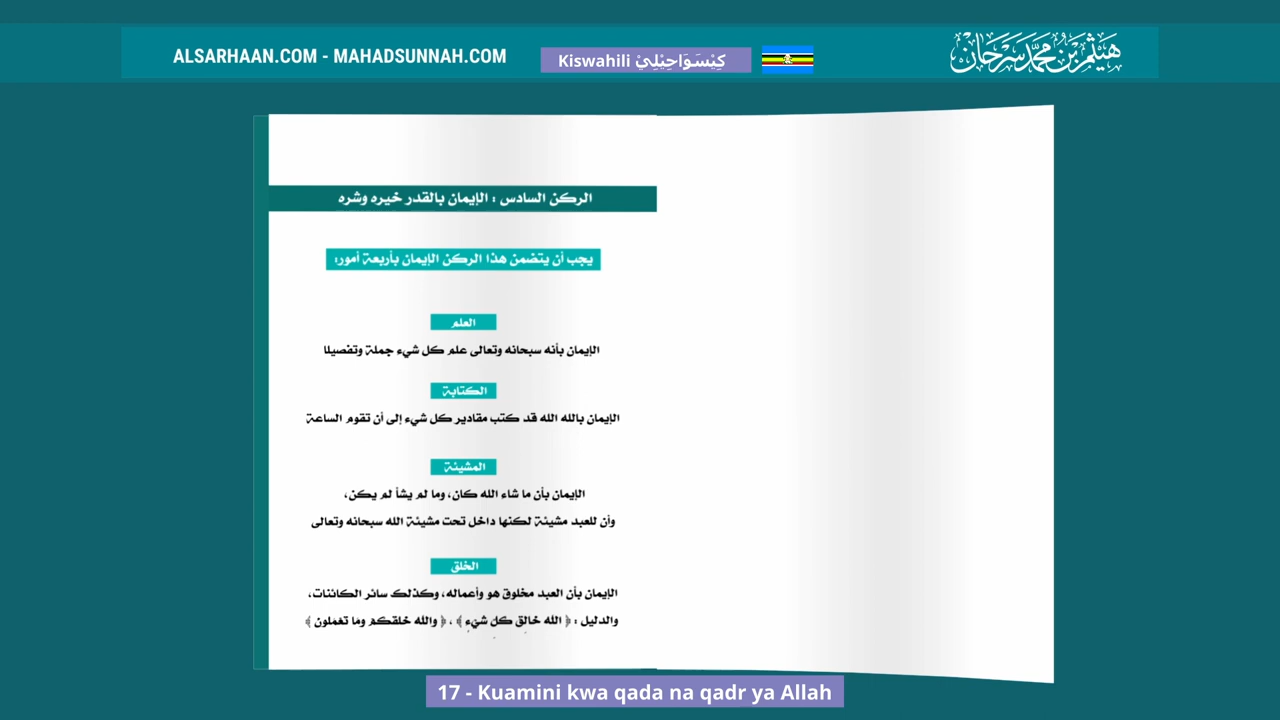 ALSARHAAN.COM - MAHADSUNNAH.COM
Kiswahili كِيْسَوَاحِيْلِيْ
هَيْثَم بْن مُحَمَّد سَرْحَان
الركن السادس : الإيمان بالقدر خيره وشره
يجب أن يتضمن هذا الركن الإيمان بأربعة أمور:
العلم
الإيمان بأنه سبحانه وتعالى علم كل شيء جملة وتفصيلا
الكتابة
الإيمان بالله الله قد كتب مقادير كل شيء إلى أن تقوم الساعة
المشيئة
الإيمان بأن ما شاء الله كان، وما لم يشأ لم يكن،
وأن للعبد مشيئة لكنها داخل تحت مشيئة الله سبحانه وتعالى
الخلق
الإيمان بأن العبد مخلوق هو وأعماله، وكذلك سائر الكائنات،
والدليل : ﴿ الله خالق كل شيء ﴾ ، ﴿ والله خلقكم وما تعملون ﴾
17 - Kuamini kwa qada na qadr ya Allah